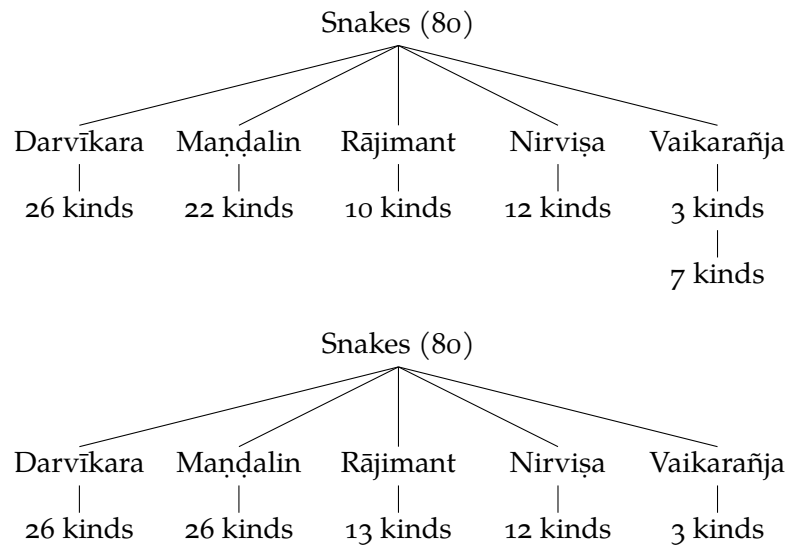 Snakes (80)
Darvīkara Maṇḍalin Rājimant Nirviṣa Vaikarañja
26 kinds 22 kinds 10 kinds 12 kinds 3 kinds
7 kinds
Snakes (80)
Darvīkara Maṇḍalin Rājimant Nirviṣa Vaikarañja
26 kinds 26 kinds 13 kinds 12 kinds 3 kinds